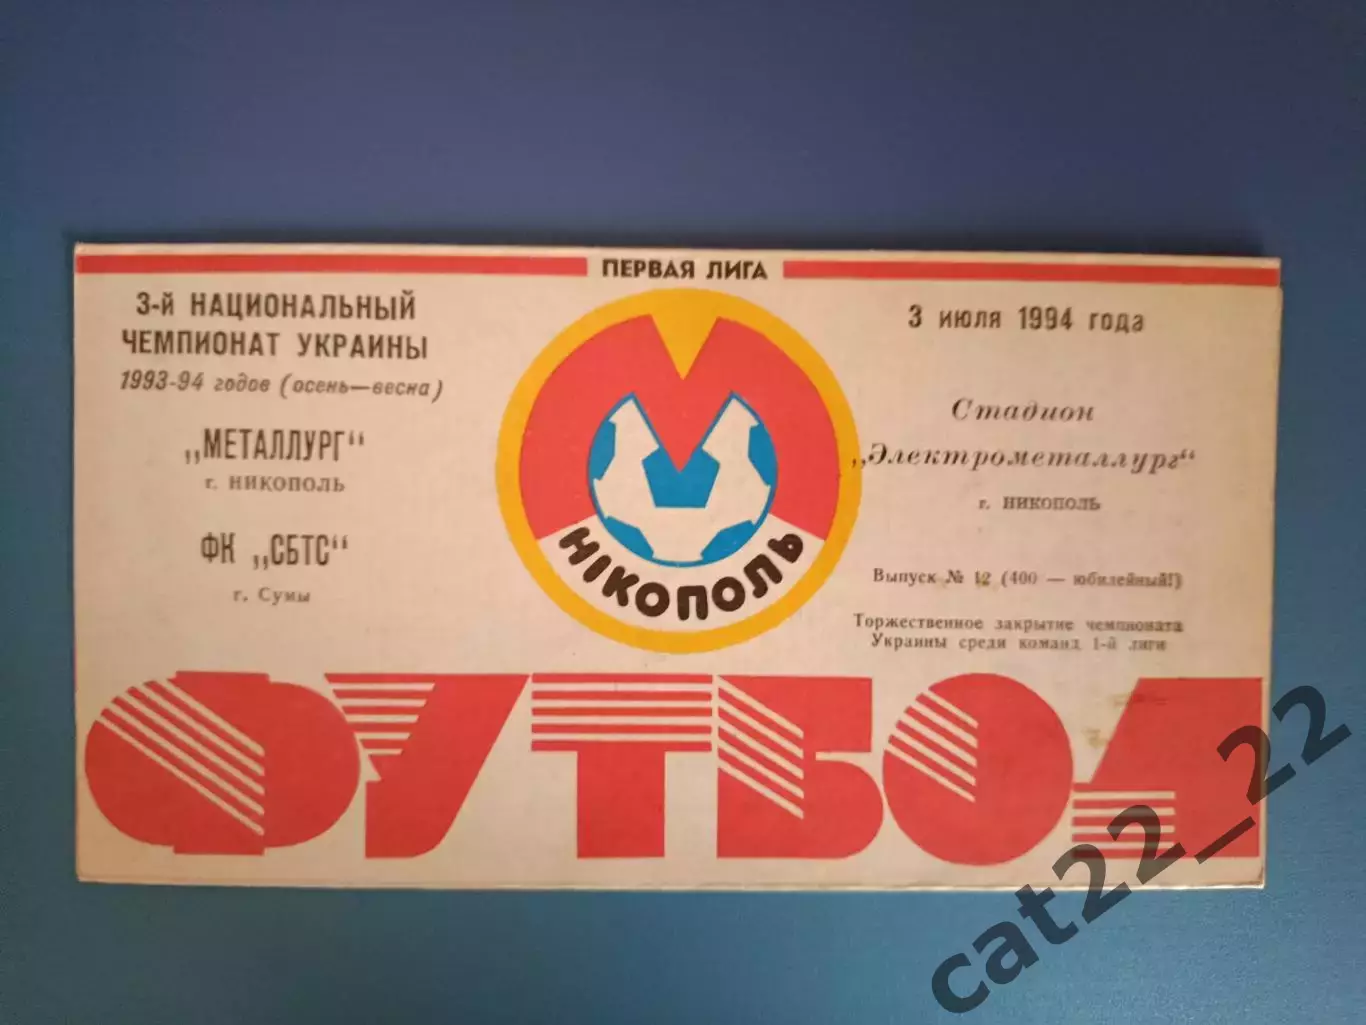 ПЕРВАЯ ЛИГА
3-й НАЦИОНАЛЬНЫЙ
ЧЕМПИОНАТ УКРАИНЫ
1993-94 годов (осень—весна)
„МЕТАЛЛУРГ“
г. НИКОПОЛЬ
ФК „СБТС“
г. Сумы
НІКОПОЛЬ
3 июля 1994 года
Стадион
„Электрометаллург“
г. НИКОПОЛЬ
Выпуск № 12 (400 — юбилейный!)
Торжественное закрытие чемпионата
Украины среди команд 1-й лиги
ФУТБОЛ
cat22_22